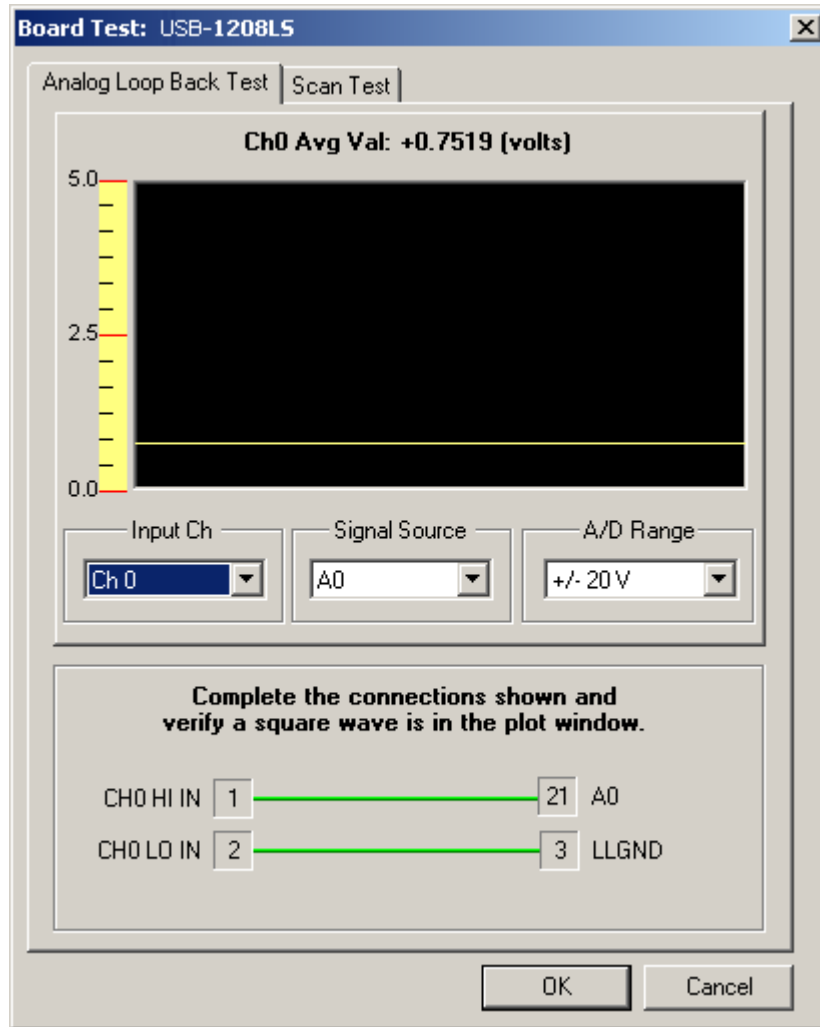 Board Test: USB-1208LS
Analog Loop Back Test
Scan Test
Ch0 Avg Val: +0.7519 (volts)
5.0
2.5
0.0
Input Ch
Signal Source
A/D Range
Ch 0
A0
+/- 20 V
Complete the connections shown and
verify a square wave is in the plot window.
CH0 HI IN 1 21 A0
CH0 LO IN 2 3 LLGND
OK
Cancel